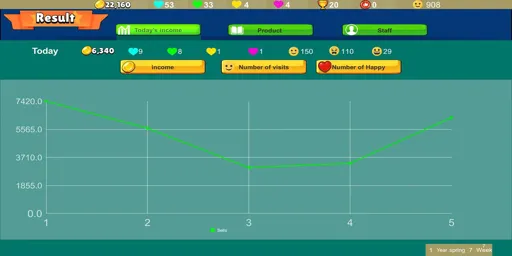 22,160 53 33 4 4 20 0 908
Result
Today's income Product Staff
Today 6,340 9 8 1 1 150 110 29
Income Number of visits Number of Happy
7420.0
5565.0
3710.0
1855.0
0.0
1 2 3 4 5
1 Year spring 7 Week